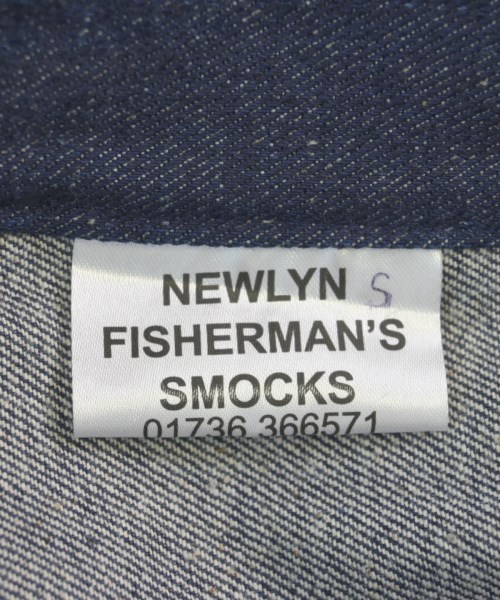 NEWLYN S
FISHERMAN'S
SMOCKS
01736 366571